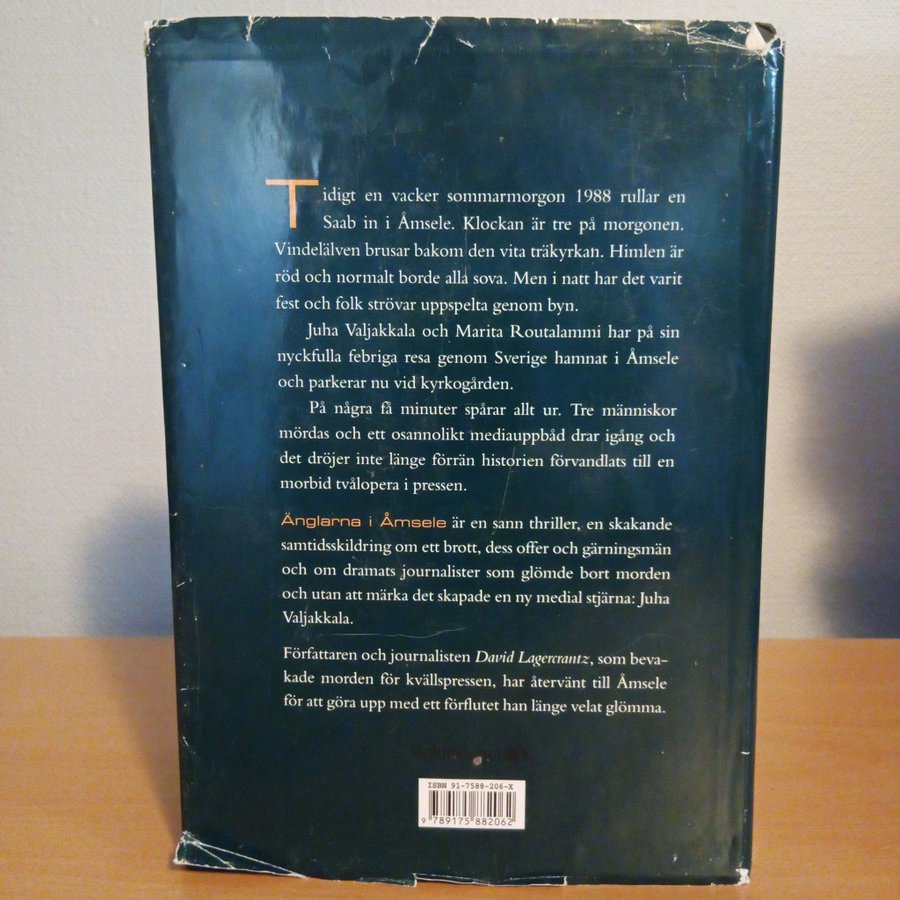 Tidigt en vacker sommarmorgon 1988 rullar en
Saab in i Åmsele. Klockan är tre på morgonen.
Vindelälven brusar bakom den vita träkyrkan. Himlen är
röd och normalt borde alla sova. Men i natt har det varit
fest och folk strövar uppspelta genom byn.
Juha Valjakkala och Marita Routalammi har på sin
nyckfulla febriga resa genom Sverige hamnat i Åmsele
och parkerar nu vid kyrkogården.
På några få minuter spårar allt ur. Tre människor
mördas och ett osannolikt mediauppbåd drar igång och
det dröjer inte länge förrän historien förvandlats till en
morbid tvålopera i pressen.
Änglarna i Åmsele är en sann thriller, en skakande
samtidsskildring om ett brott, dess offer och gärningsmän
och om dramats journalister som glömde bort morden
och utan att märka det skapade en ny medial stjärna: Juha
Valjakkala.
Författaren och journalisten David Lagercrantz, som beva-
kade morden för kvällspressen, har återvänt till Åmsele
för att göra upp med ett förflutet han länge velat glömma.
ISBN 91-7588-206-X
9 789175 882062